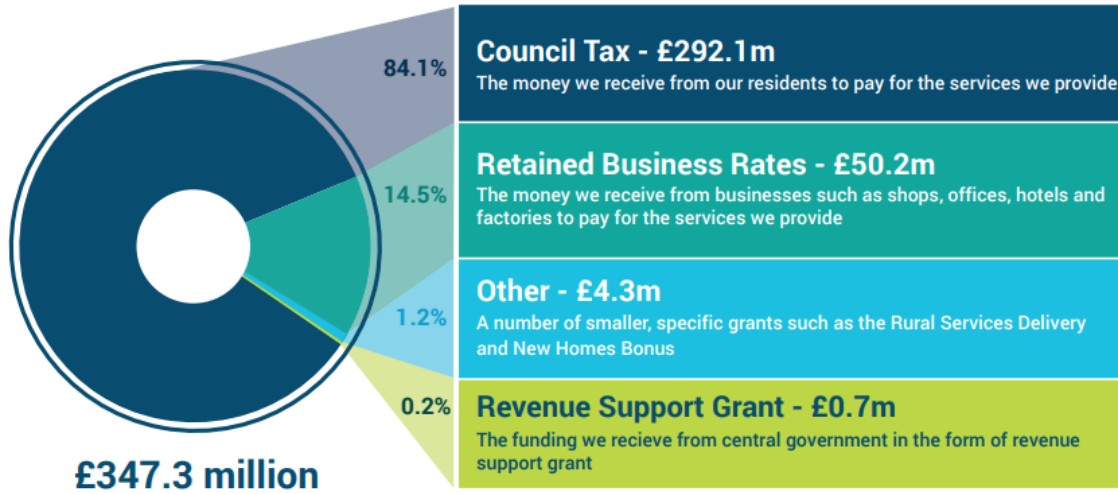 84.1%
Council Tax - £292.1m
The money we receive from our residents to pay for the services we provide
14.5%
Retained Business Rates - £50.2m
The money we receive from businesses such as shops, offices, hotels and
factories to pay for the services we provide
1.2%
Other - £4.3m
A number of smaller, specific grants such as the Rural Services Delivery
and New Homes Bonus
0.2%
Revenue Support Grant - £0.7m
The funding we recieve from central government in the form of revenue
support grant
£347.3 million